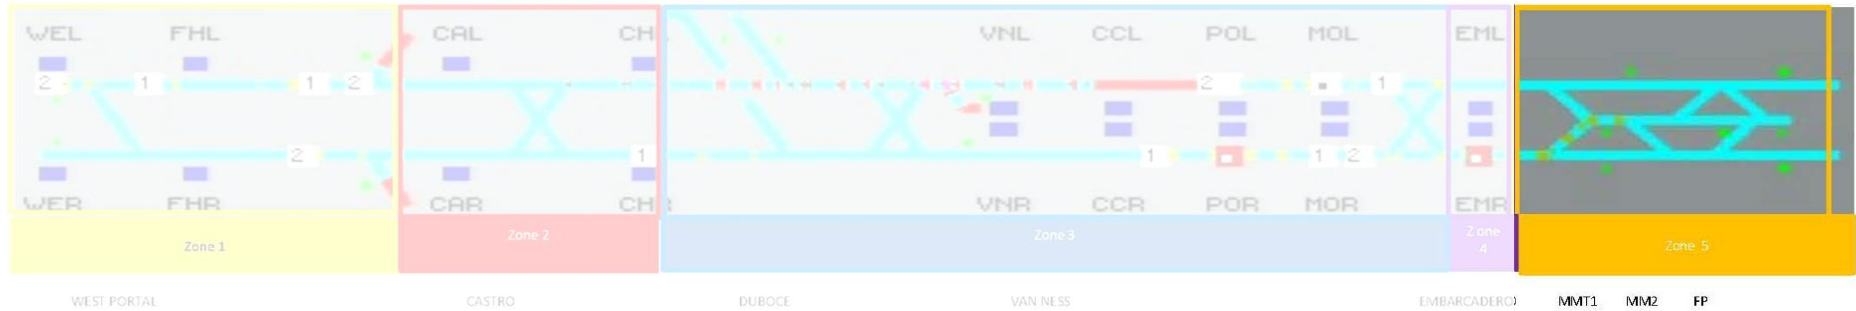 WEL FHL CAL CH VNL CCL POL MOL EML
2 1 1 2 2 1
2 1 1 1 2
WER FHR CAR CH VNR CCR POR MOR EMR
Zone 1 Zone 2 Zone 3 Zone 4 Zone 5
WEST PORTAL CASTRO DUBOCE VAN NESS EMBARCADERO MMT1 MM2 FP